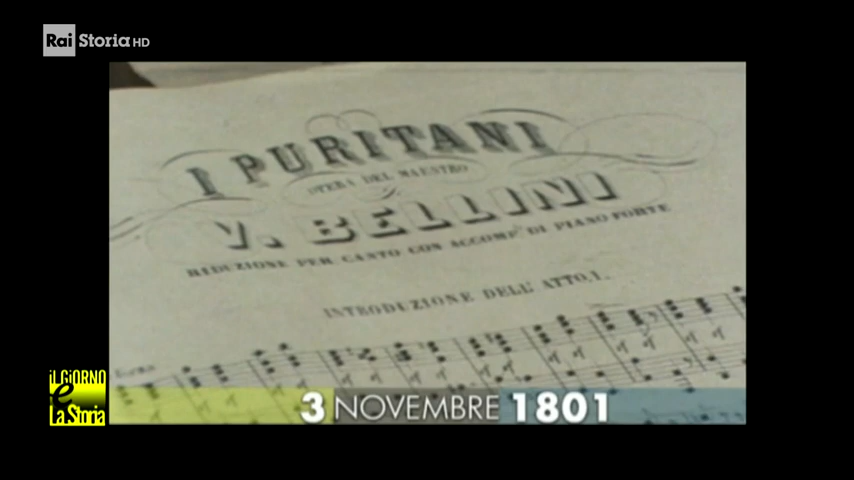 Rai Storia HD
I PURITANI
OPERA DEL MAESTRO
V. BELLINI
RIDUZIONE PER CANTO CON ACCOMP. DI PIANO FORTE
INTRODUZIONE DELL' ATTO. I.
iL GiORNO
e
La Storia
3 NOVEMBRE 1801